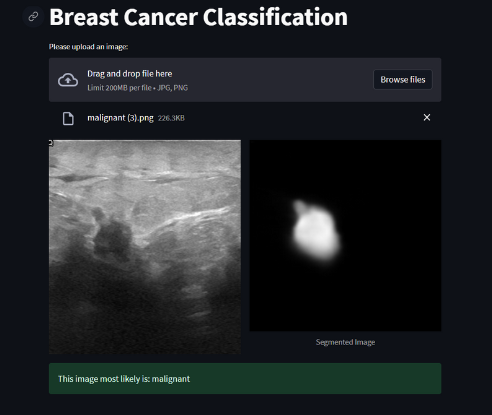 Breast Cancer Classification
Please upload an image:
Drag and drop file here
Limit 200MB per file • JPG, PNG
Browse files
malignant (3).png 226.3KB
Segmented Image
This image most likely is: malignant